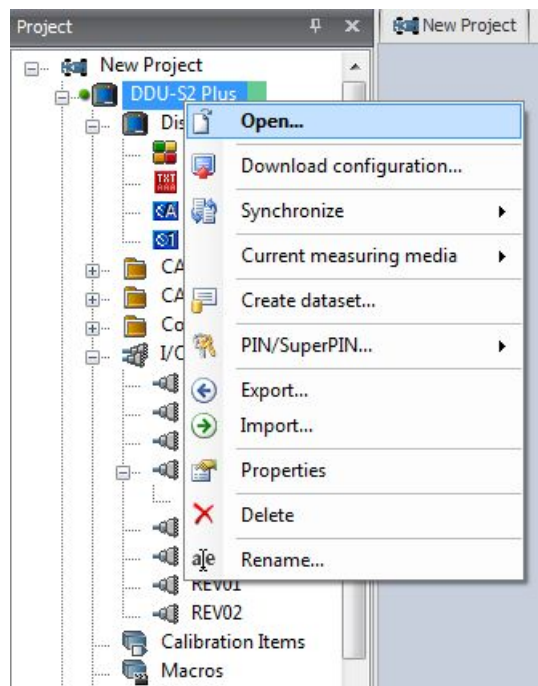 Project
New Project
New Project
DDU-S2 Plus
Dis
Open...
Download configuration...
TXT
Synchronize
Current measuring media
CA
CA
Create dataset...
Co
PIN/SuperPIN...
I/O
Export...
Import...
Properties
Delete
Rename...
REV01
REV02
Calibration Items
Macros